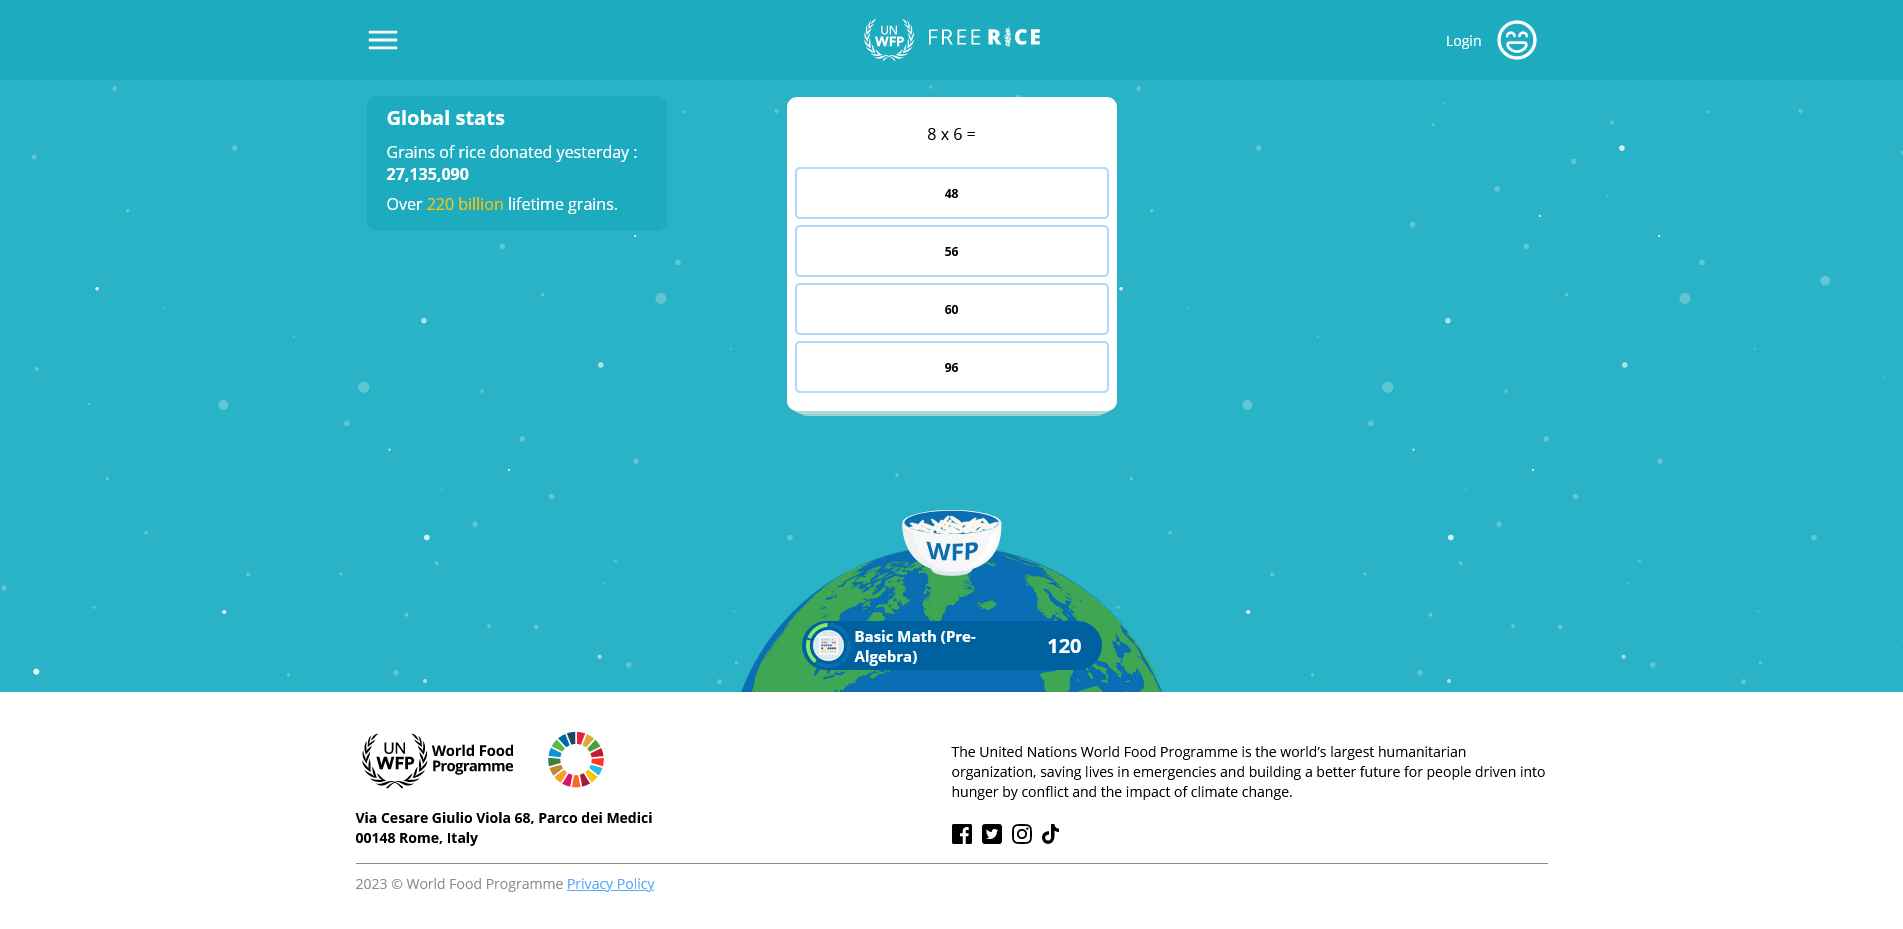 UN
WFP
FREE RICE
Login
Global stats
Grains of rice donated yesterday :
27,135,090
Over 220 billion lifetime grains.
8 x 6 =
48
56
60
96
WFP
Basic Math (Pre-
Algebra)
120
UN
WFP
World Food
Programme
Via Cesare Giulio Viola 68, Parco dei Medici
00148 Rome, Italy
The United Nations World Food Programme is the world’s largest humanitarian
organization, saving lives in emergencies and building a better future for people driven into
hunger by conflict and the impact of climate change.
2023 © World Food Programme Privacy Policy